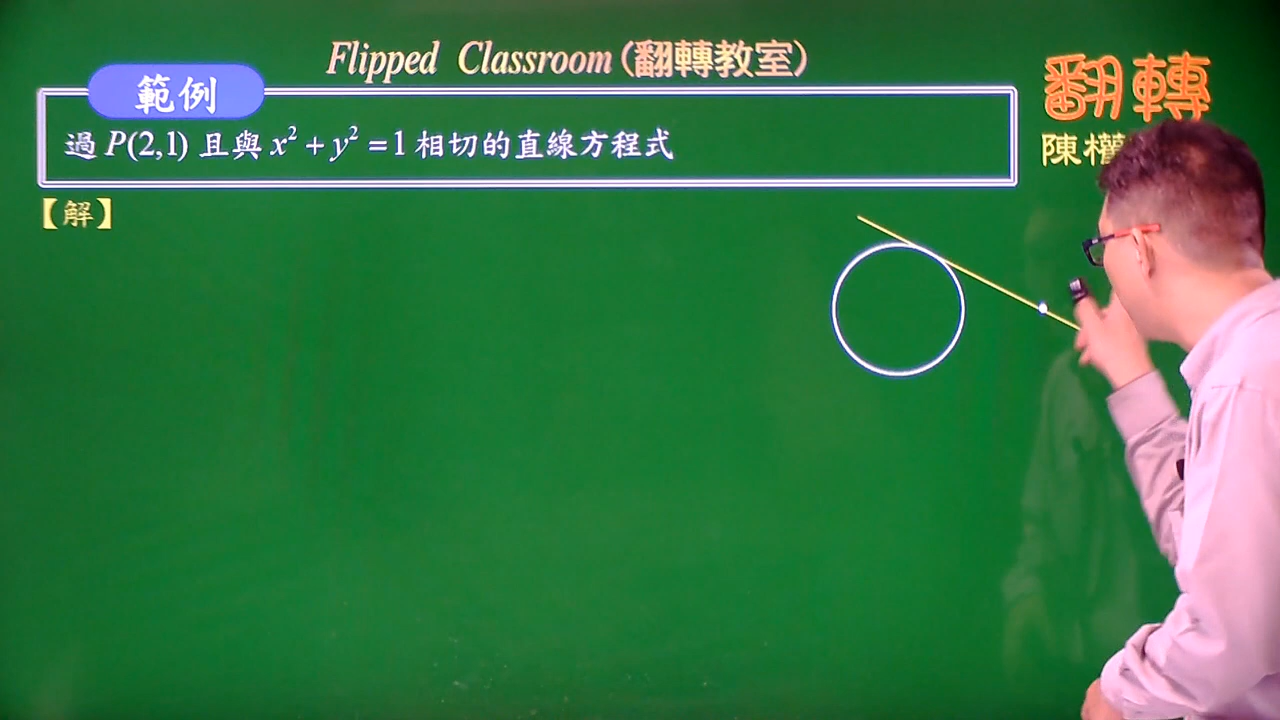 Flipped Classroom (翻轉教室)
翻轉
範例
陳權
過 P(2,1) 且與 x² + y² = 1 相切的直線方程式
【解】